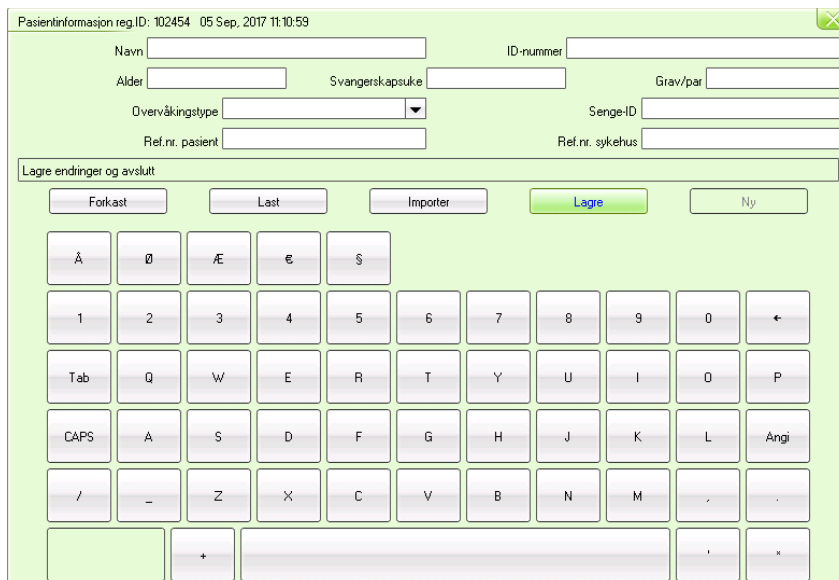 Pasientinformasjon reg.ID: 102454 05 Sep, 2017 11:10:59
Navn ID-nummer
Alder Svangerskapsuke Grav/par
Overvåkingstype Senge-ID
Ref.nr. pasient Ref.nr. sykehus
Lagre endringer og avslutt
Forkast Last Importer Lagre Ny
Å Ø Æ € §
1 2 3 4 5 6 7 8 9 0 ←
Tab Q W E R T Y U I O P
CAPS A S D F G H J K L Angi
/ _ Z X C V B N M , .
+ ' *